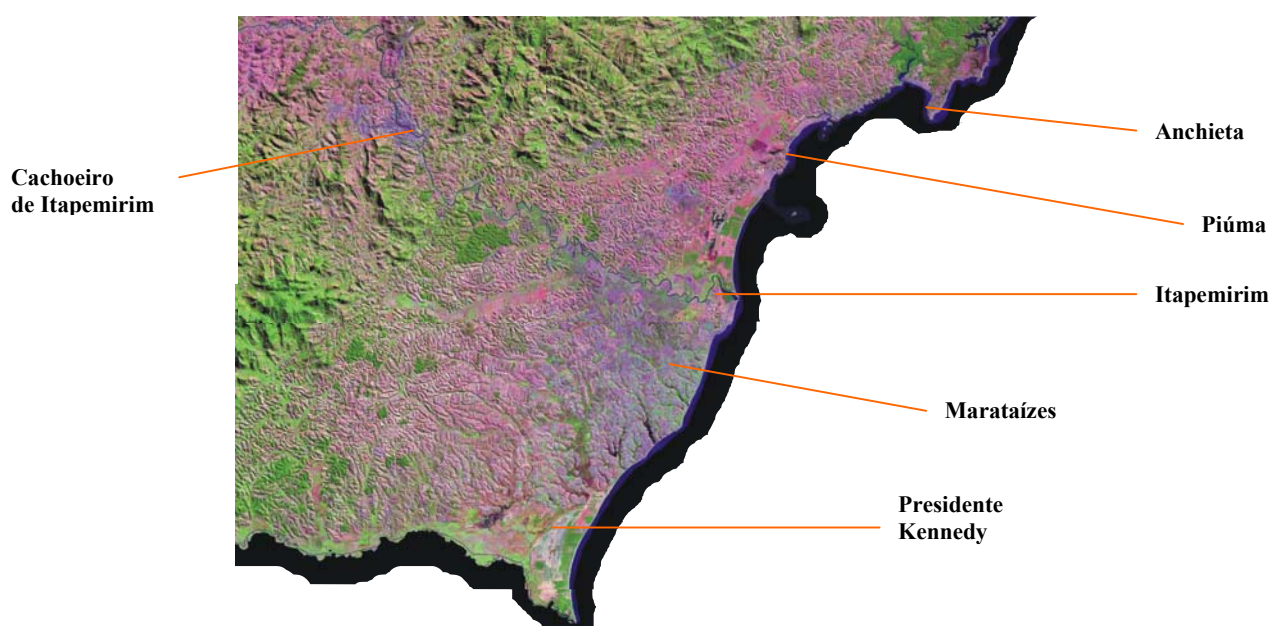 Anchieta
Cachoeiro
de Itapemirim
Piúma
Itapemirim
Marataízes
Presidente
Kennedy